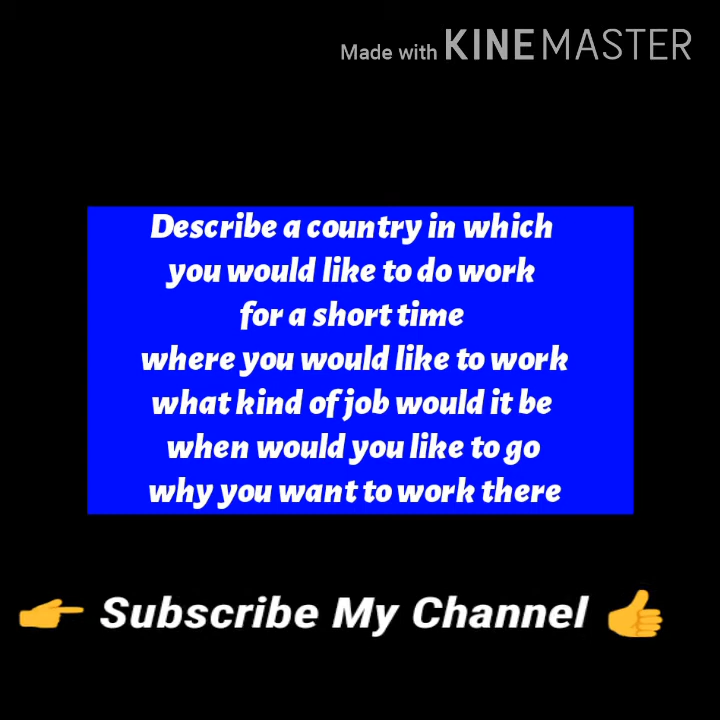 Made with KINEMASTER
Describe a country in which
you would like to do work
for a short time
where you would like to work
what kind of job would it be
when would you like to go
why you want to work there
👉 Subscribe My Channel 👍